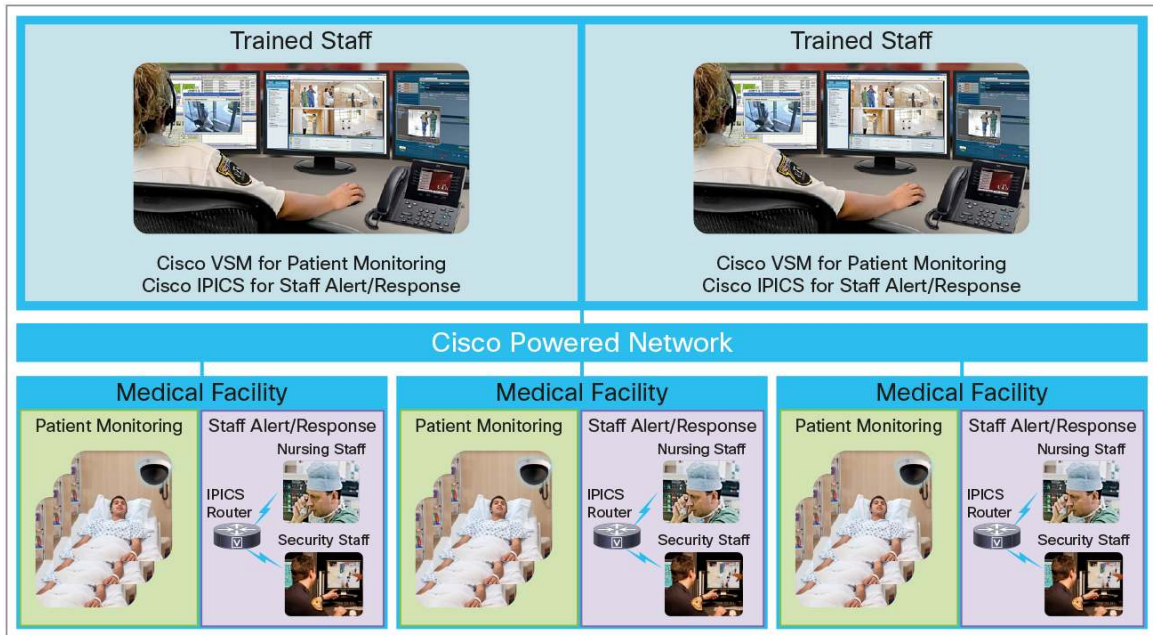 Trained Staff
Cisco VSM for Patient Monitoring
Cisco IPICS for Staff Alert/Response
Trained Staff
Cisco VSM for Patient Monitoring
Cisco IPICS for Staff Alert/Response
Cisco Powered Network
Medical Facility
Patient Monitoring
Staff Alert/Response
Nursing Staff
IPICS
Router
V
Security Staff
Medical Facility
Patient Monitoring
Staff Alert/Response
Nursing Staff
IPICS
Router
V
Security Staff
Medical Facility
Patient Monitoring
Staff Alert/Response
Nursing Staff
IPICS
Router
V
Security Staff